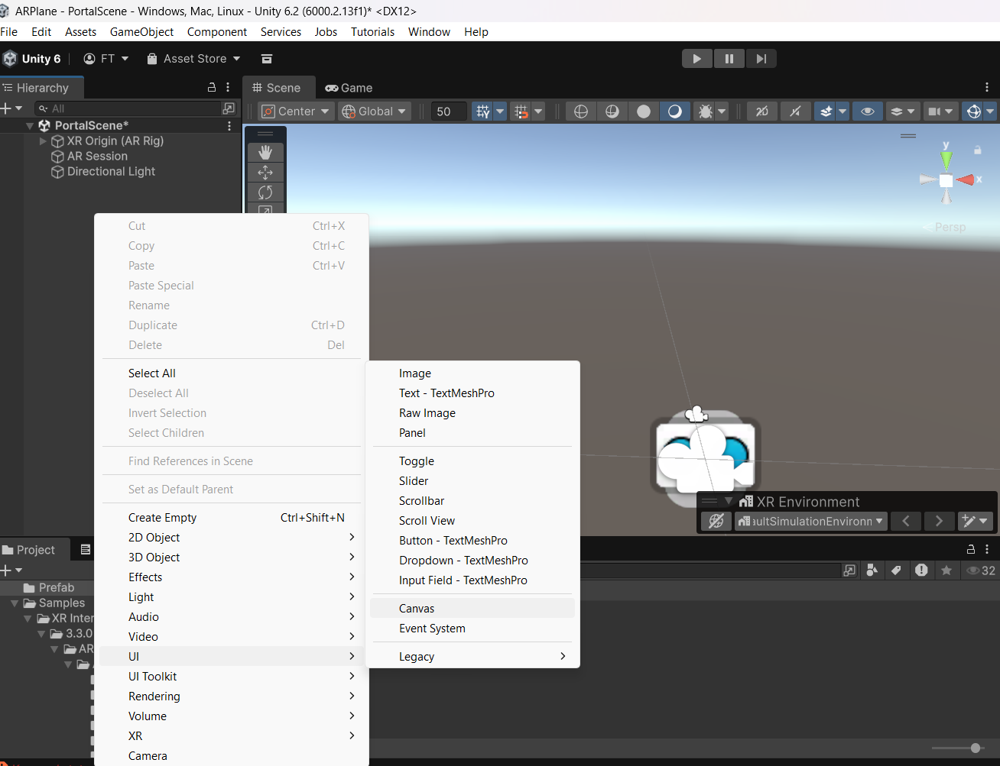 ARPlane - PortalScene - Windows, Mac, Linux - Unity 6.2 (6000.2.13f1)* <DX12>
File Edit Assets GameObject Component Services Jobs Tutorials Window Help
Unity 6 FT Asset Store
Hierarchy
Scene Game
All
Center Global 50
PortalScene*
XR Origin (AR Rig)
AR Session
Directional Light
y
x
Persp
Cut Ctrl+X
Copy Ctrl+C
Paste Ctrl+V
Paste Special
Rename
Duplicate Ctrl+D
Delete Del
Select All
Deselect All
Invert Selection
Select Children
Find References in Scene
Set as Default Parent
Create Empty Ctrl+Shift+N
2D Object
3D Object
Effects
Light
Audio
Video
UI
UI Toolkit
Rendering
Volume
XR
Camera
Image
Text - TextMeshPro
Raw Image
Panel
Toggle
Slider
Scrollbar
Scroll View
Button - TextMeshPro
Dropdown - TextMeshPro
Input Field - TextMeshPro
Canvas
Event System
Legacy
XR Environment
aultSimulationEnvironn
Project
32
Prefab
Samples
XR Inter
3.3.0
AR